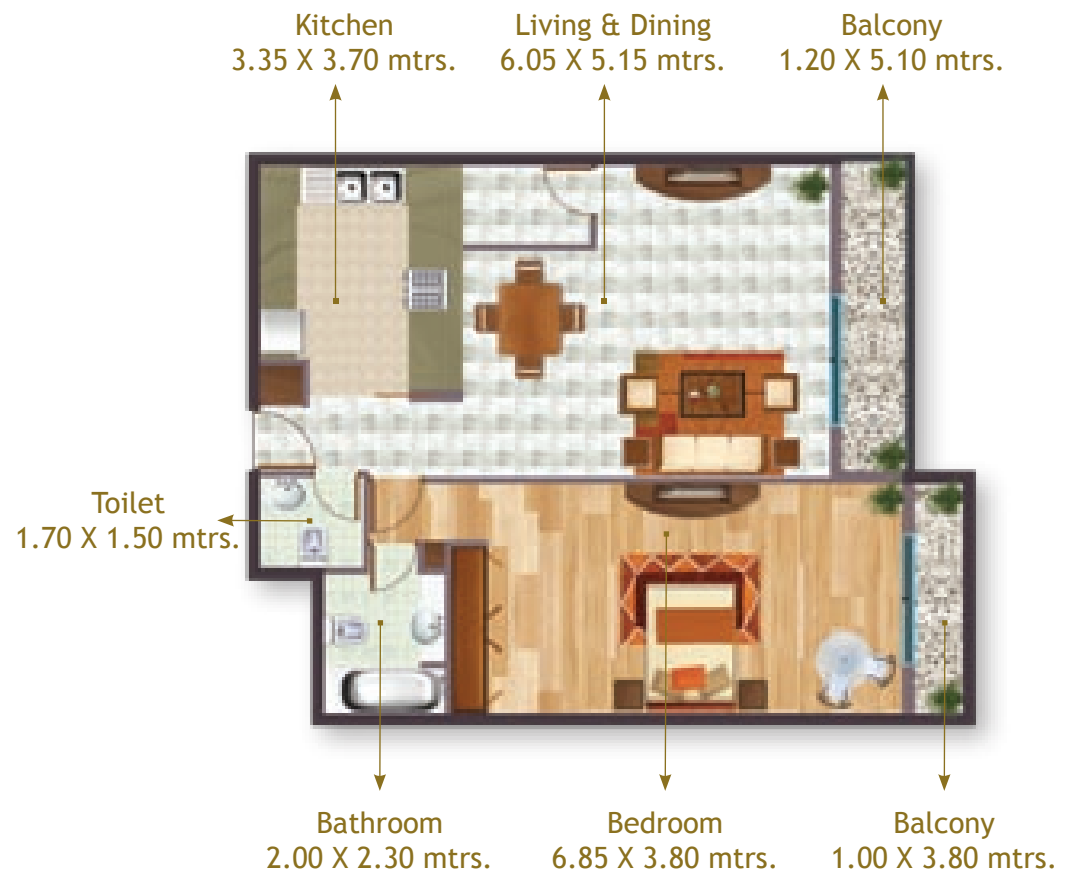 Kitchen
3.35 X 3.70 mtrs.
Living & Dining
6.05 X 5.15 mtrs.
Balcony
1.20 X 5.10 mtrs.
Toilet
1.70 X 1.50 mtrs.
Bathroom
2.00 X 2.30 mtrs.
Bedroom
6.85 X 3.80 mtrs.
Balcony
1.00 X 3.80 mtrs.